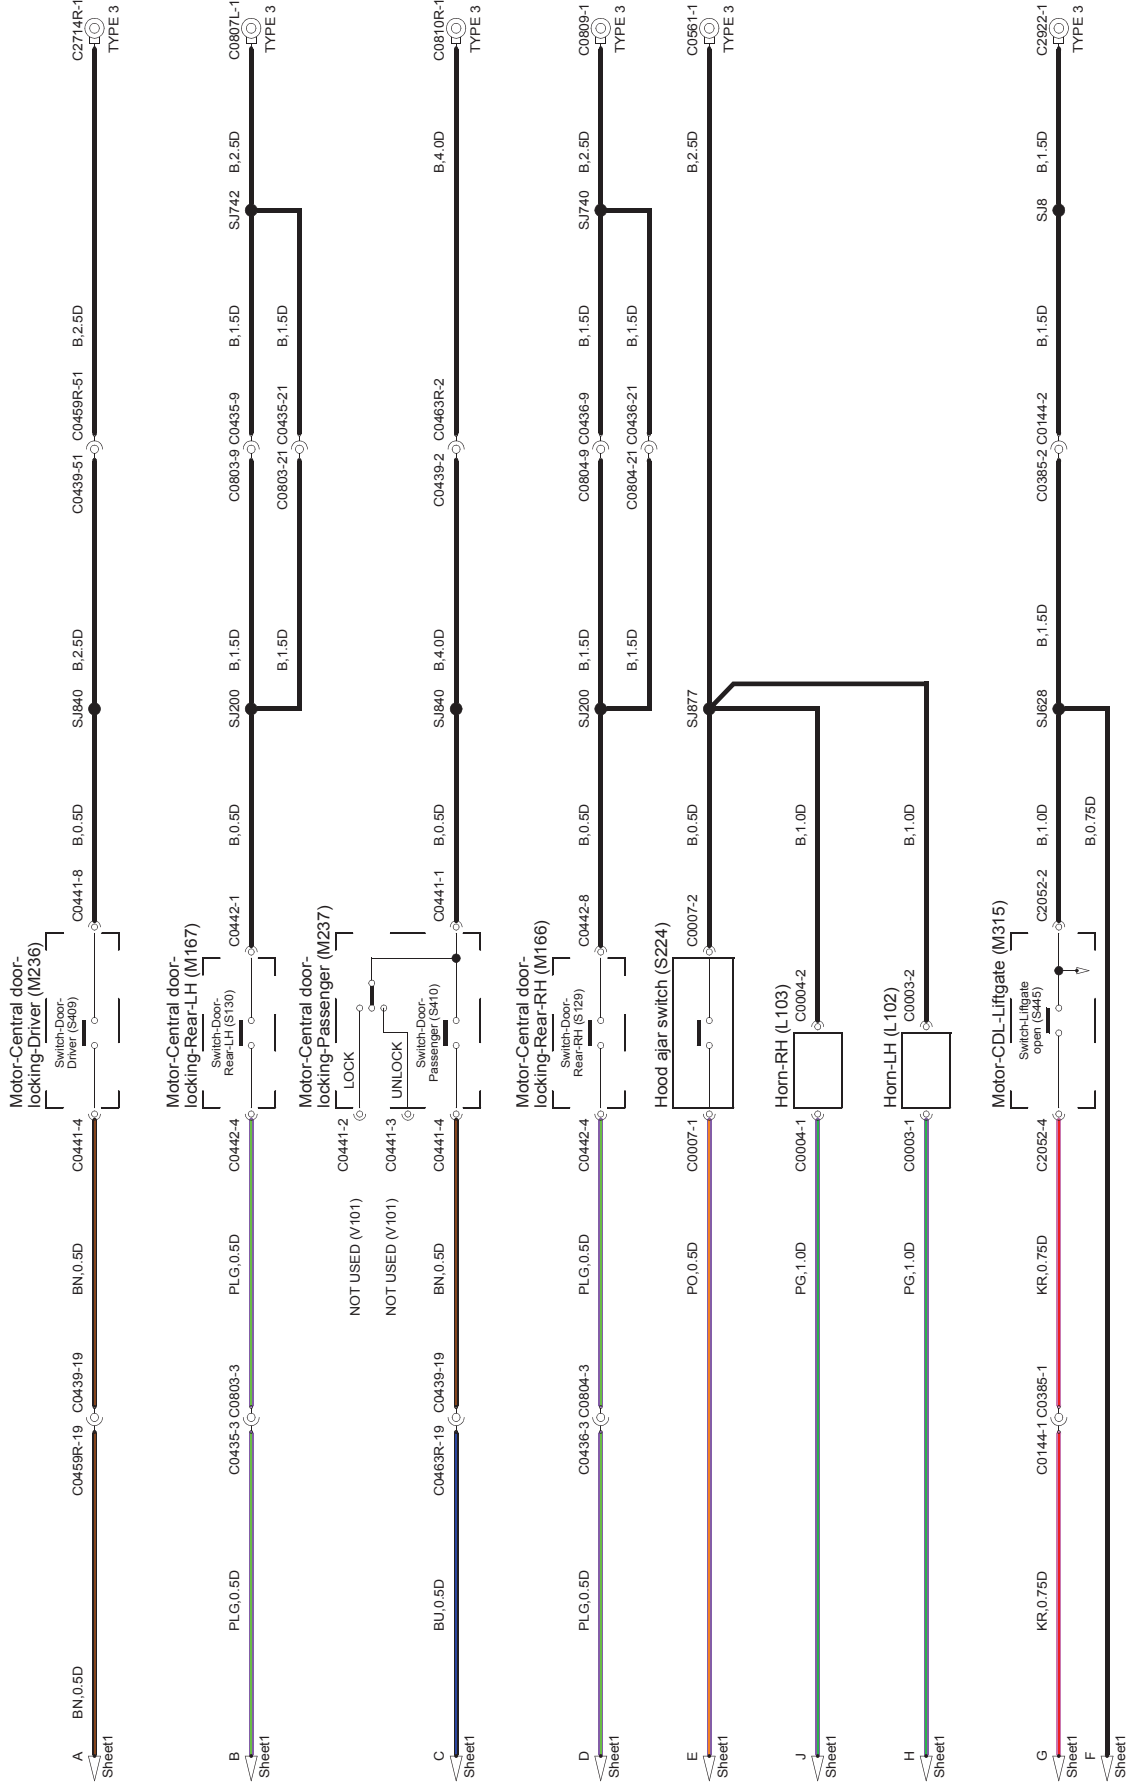 C2714R-1
TYPE 3
B,2.5D
C0459R-51
C0439-51
B,2.5D
SJ840
B,0.5D
C0441-8
Motor-Central door-
locking-Driver (M236)
Switch-Door-
Driver (S409)
C0441-4
BN,0.5D
C0439-19
C0459R-19
BN,0.5D
A
Sheet1
C0807L-1
TYPE 3
B,2.5D
SJ742
B,1.5D
B,1.5D
C0435-9
C0435-21
C0803-9
C0803-21
B,1.5D
B,1.5D
SJ200
B,0.5D
C0442-1
Motor-Central door-
locking-Rear-LH (M167)
Switch-Door-
Rear-LH (S130)
C0442-4
PLG,0.5D
C0803-3
C0435-3
PLG,0.5D
B
Sheet1
C0810R-1
TYPE 3
B,4.0D
C0463R-2
C0439-2
B,4.0D
SJ840
B,0.5D
C0441-1
Motor-Central door-
locking-Passenger (M237)
LOCK
UNLOCK
Switch-Door-
Passenger (S410)
C0441-2
C0441-3
C0441-4
NOT USED (V101)
NOT USED (V101)
BN,0.5D
C0439-19
C0463R-19
BU,0.5D
C
Sheet1
C0809-1
TYPE 3
B,2.5D
SJ740
B,1.5D
B,1.5D
C0436-9
C0436-21
C0804-9
C0804-21
B,1.5D
B,1.5D
SJ200
B,0.5D
C0442-8
Motor-Central door-
locking-Rear-RH (M166)
Switch-Door-
Rear-RH (S129)
C0442-4
PLG,0.5D
C0804-3
C0436-3
PLG,0.5D
D
Sheet1
C0561-1
TYPE 3
B,2.5D
SJ877
B,0.5D
C0007-2
Hood ajar switch (S224)
C0007-1
PO,0.5D
E
Sheet1
B,1.0D
C0004-2
Horn-RH (L103)
C0004-1
PG,1.0D
J
Sheet1
B,1.0D
C0003-2
Horn-LH (L102)
C0003-1
PG,1.0D
H
Sheet1
C2922-1
TYPE 3
B,1.5D
SJ8
B,1.5D
C0144-2
C0385-2
B,1.5D
SJ628
B,1.0D
B,0.75D
C2052-2
Motor-CDL-Liftgate (M315)
Switch-Liftgate
open (S445)
C2052-4
KR,0.75D
C0385-1
C0144-1
KR,0.75D
G
Sheet1
F
Sheet1